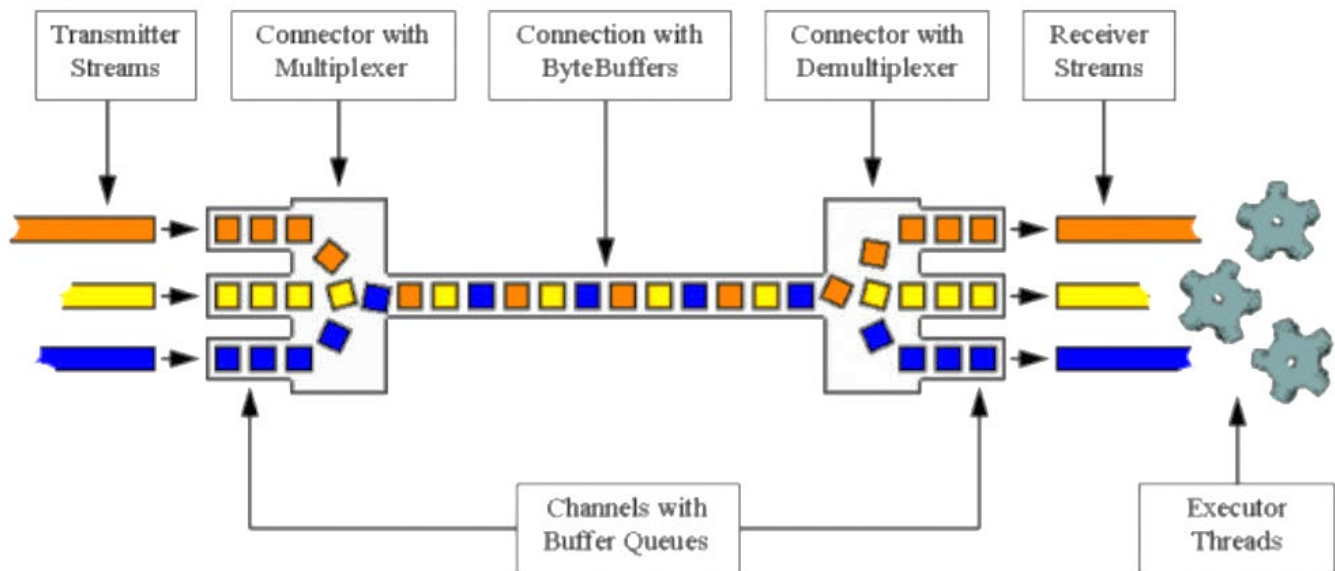 Transmitter
Streams
Connector with
Multiplexer
Connection with
ByteBuffers
Connector with
Demultiplexer
Receiver
Streams
Channels with
Buffer Queues
Executor
Threads